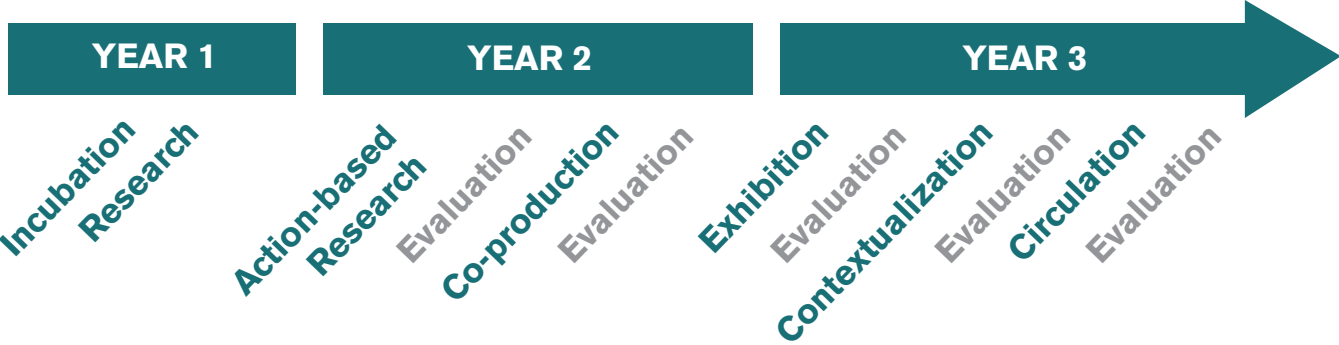 YEAR 1
YEAR 2
YEAR 3
Incubation
Research
Action-based
Research
Evaluation
Co-production
Evaluation
Exhibition
Evaluation
Contextualization
Evaluation
Circulation
Evaluation